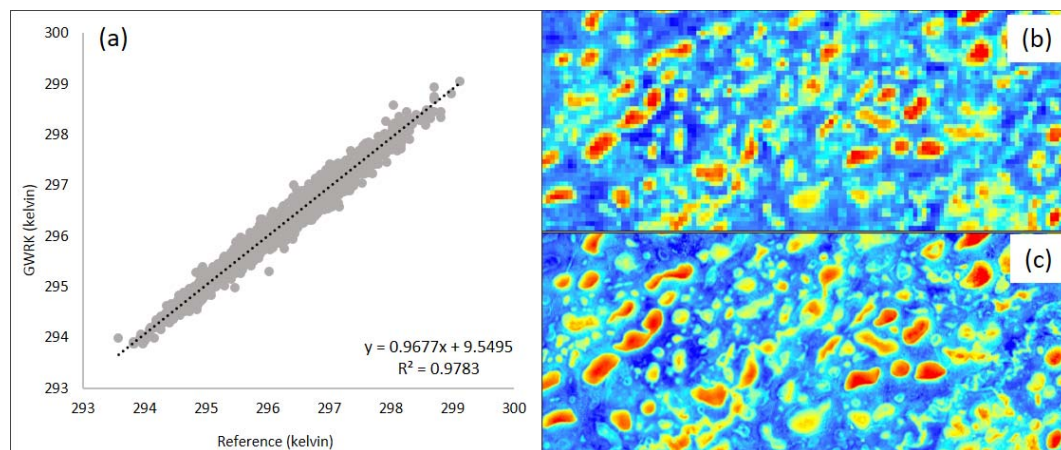 300
(a)
299
298
297
296
295
294
293
GWRK (kelvin)
y = 0.9677x + 9.5495
R² = 0.9783
293 294 295 296 297 298 299 300
Reference (kelvin)
(b)
(c)